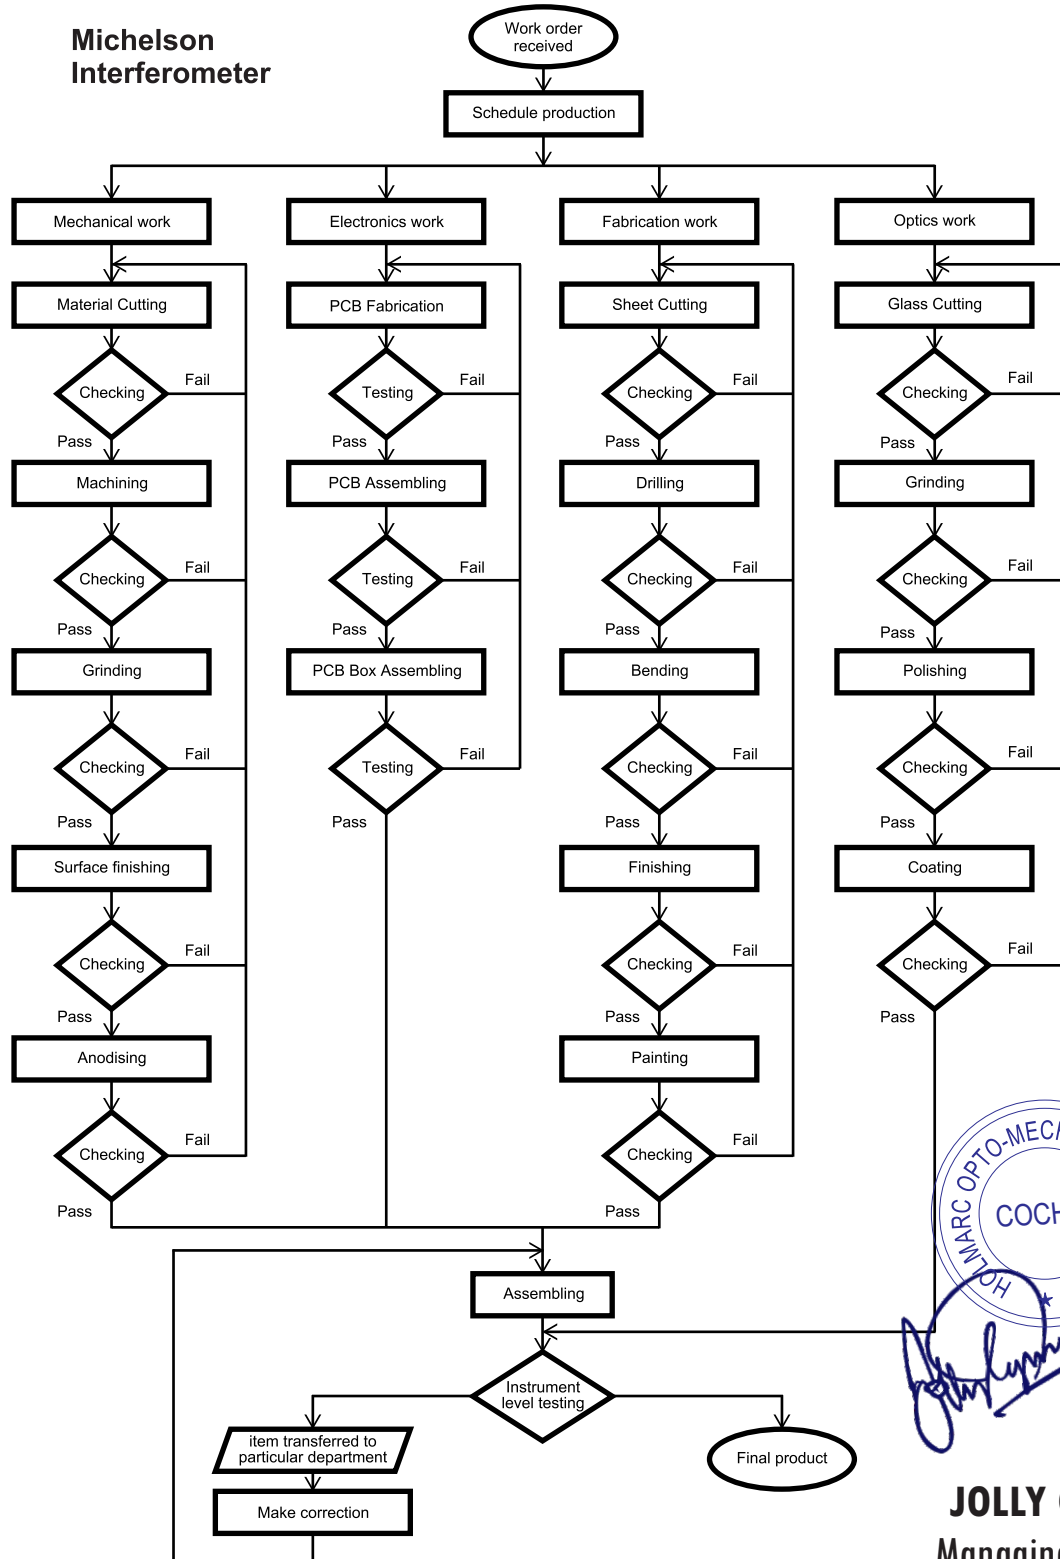 Michelson
Interferometer
Work order
received
Schedule production
Mechanical work
Electronics work
Fabrication work
Optics work
Material Cutting
PCB Fabrication
Sheet Cutting
Glass Cutting
Checking
Fail
Testing
Fail
Checking
Fail
Checking
Fail
Pass
Pass
Pass
Pass
Machining
PCB Assembling
Drilling
Grinding
Checking
Fail
Testing
Fail
Checking
Fail
Checking
Fail
Pass
Pass
Pass
Pass
Grinding
PCB Box Assembling
Bending
Polishing
Checking
Fail
Testing
Fail
Checking
Fail
Checking
Fail
Pass
Pass
Pass
Pass
Surface finishing
Finishing
Coating
Checking
Fail
Checking
Fail
Checking
Fail
Pass
Pass
Pass
Anodising
Painting
Checking
Fail
Checking
Fail
Pass
Pass
HOLMARC OPTO-MECH
COCH
Assembling
Instrument
level testing
item transferred to
particular department
Final product
Make correction
JOLLY
Managing